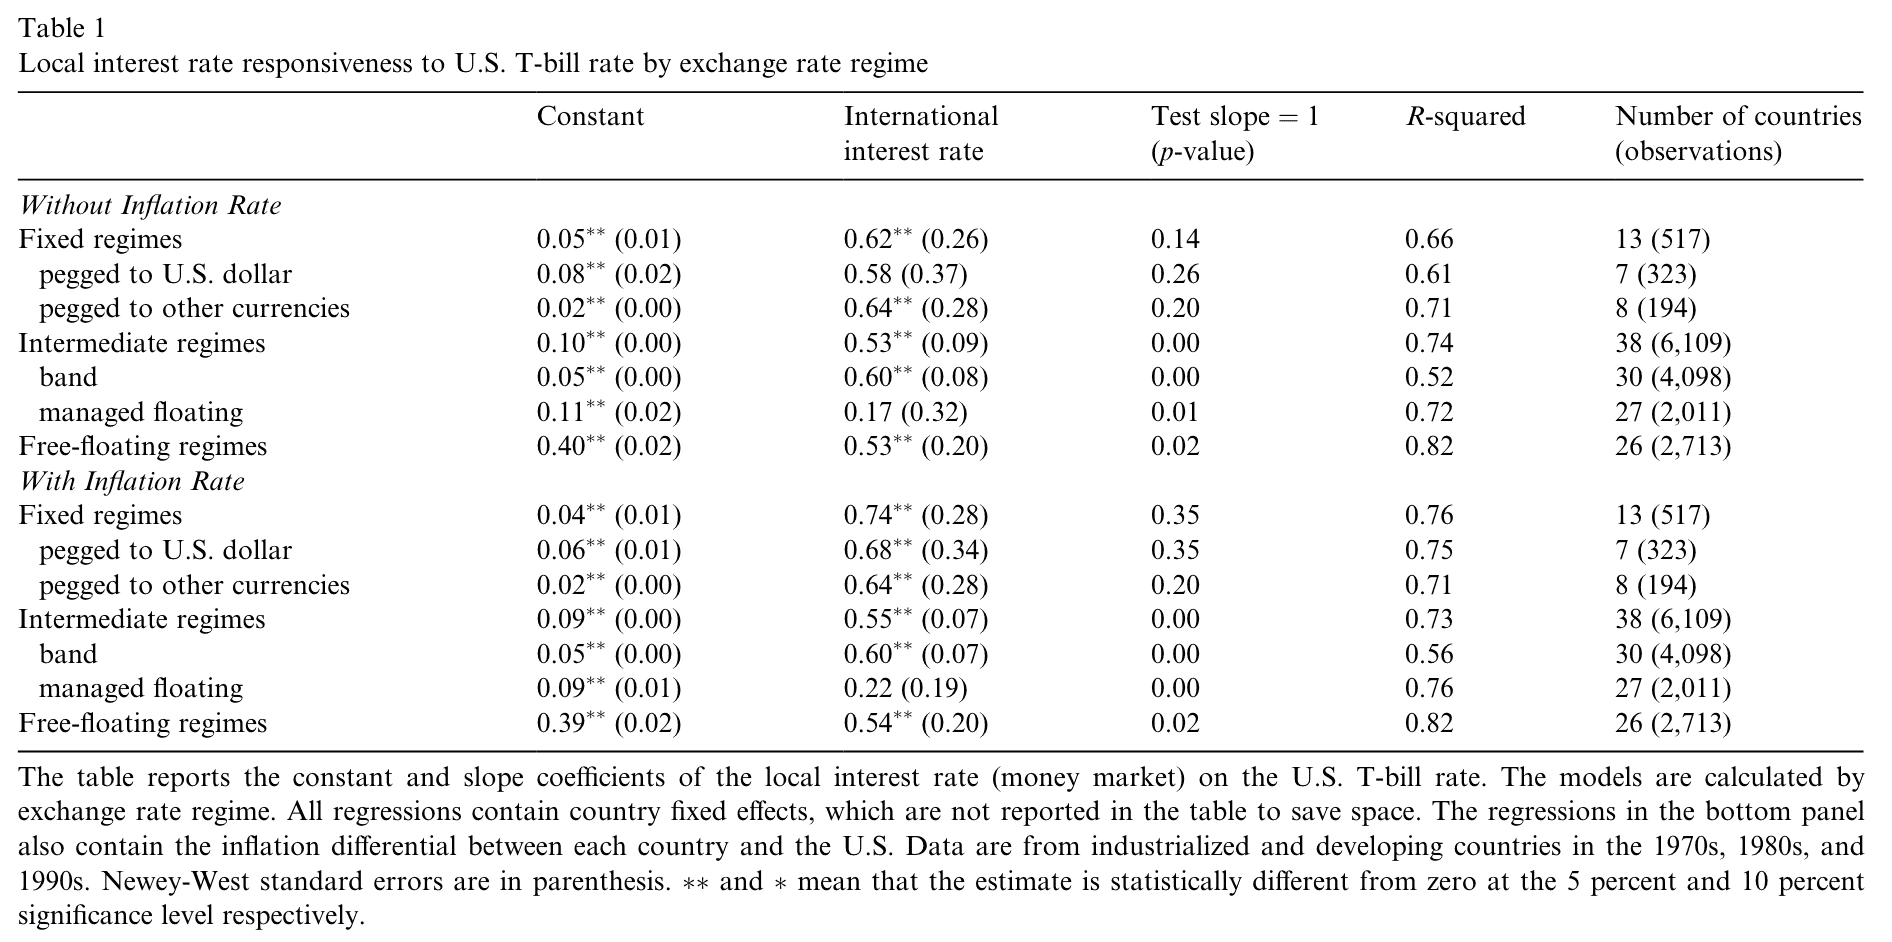 Table 1
Local interest rate responsiveness to U.S. T-bill rate by exchange rate regime
Constant International interest rate Test slope = 1 (p-value) R-squared Number of countries (observations)
Without Inflation Rate
Fixed regimes 0.05** (0.01) 0.62** (0.26) 0.14 0.66 13 (517)
pegged to U.S. dollar 0.08** (0.02) 0.58 (0.37) 0.26 0.61 7 (323)
pegged to other currencies 0.02** (0.00) 0.64** (0.28) 0.20 0.71 8 (194)
Intermediate regimes 0.10** (0.00) 0.53** (0.09) 0.00 0.74 38 (6,109)
band 0.05** (0.00) 0.60** (0.08) 0.00 0.52 30 (4,098)
managed floating 0.11** (0.02) 0.17 (0.32) 0.01 0.72 27 (2,011)
Free-floating regimes 0.40** (0.02) 0.53** (0.20) 0.02 0.82 26 (2,713)
With Inflation Rate
Fixed regimes 0.04** (0.01) 0.74** (0.28) 0.35 0.76 13 (517)
pegged to U.S. dollar 0.06** (0.01) 0.68** (0.34) 0.35 0.75 7 (323)
pegged to other currencies 0.02** (0.00) 0.64** (0.28) 0.20 0.71 8 (194)
Intermediate regimes 0.09** (0.00) 0.55** (0.07) 0.00 0.73 38 (6,109)
band 0.05** (0.00) 0.60** (0.07) 0.00 0.56 30 (4,098)
managed floating 0.09** (0.01) 0.22 (0.19) 0.00 0.76 27 (2,011)
Free-floating regimes 0.39** (0.02) 0.54** (0.20) 0.02 0.82 26 (2,713)
The table reports the constant and slope coefficients of the local interest rate (money market) on the U.S. T-bill rate. The models are calculated by
exchange rate regime. All regressions contain country fixed effects, which are not reported in the table to save space. The regressions in the bottom panel
also contain the inflation differential between each country and the U.S. Data are from industrialized and developing countries in the 1970s, 1980s, and
1990s. Newey-West standard errors are in parenthesis. ** and * mean that the estimate is statistically different from zero at the 5 percent and 10 percent
significance level respectively.